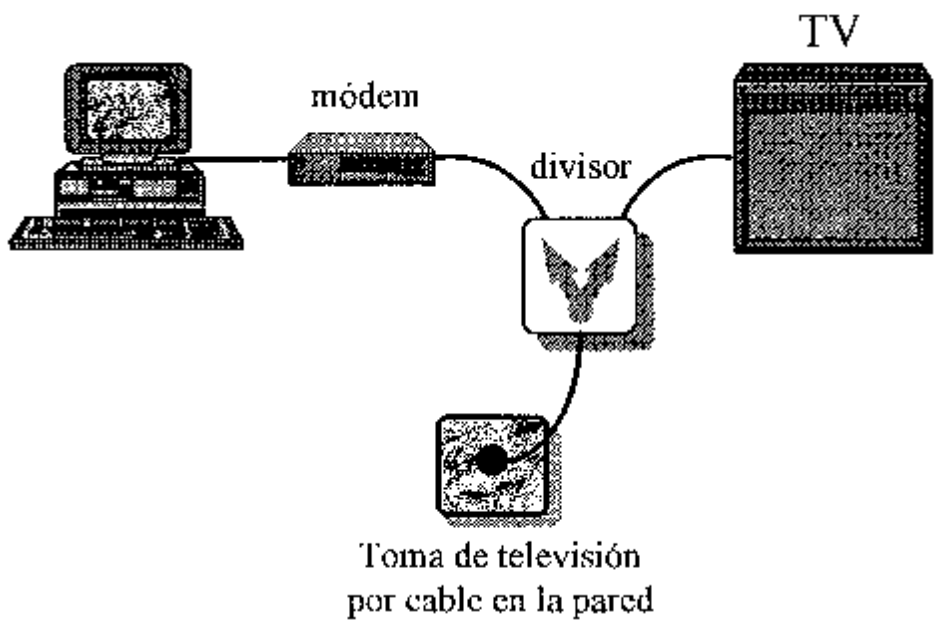 TV
módem
divisor
Toma de televisión
por cable en la pared